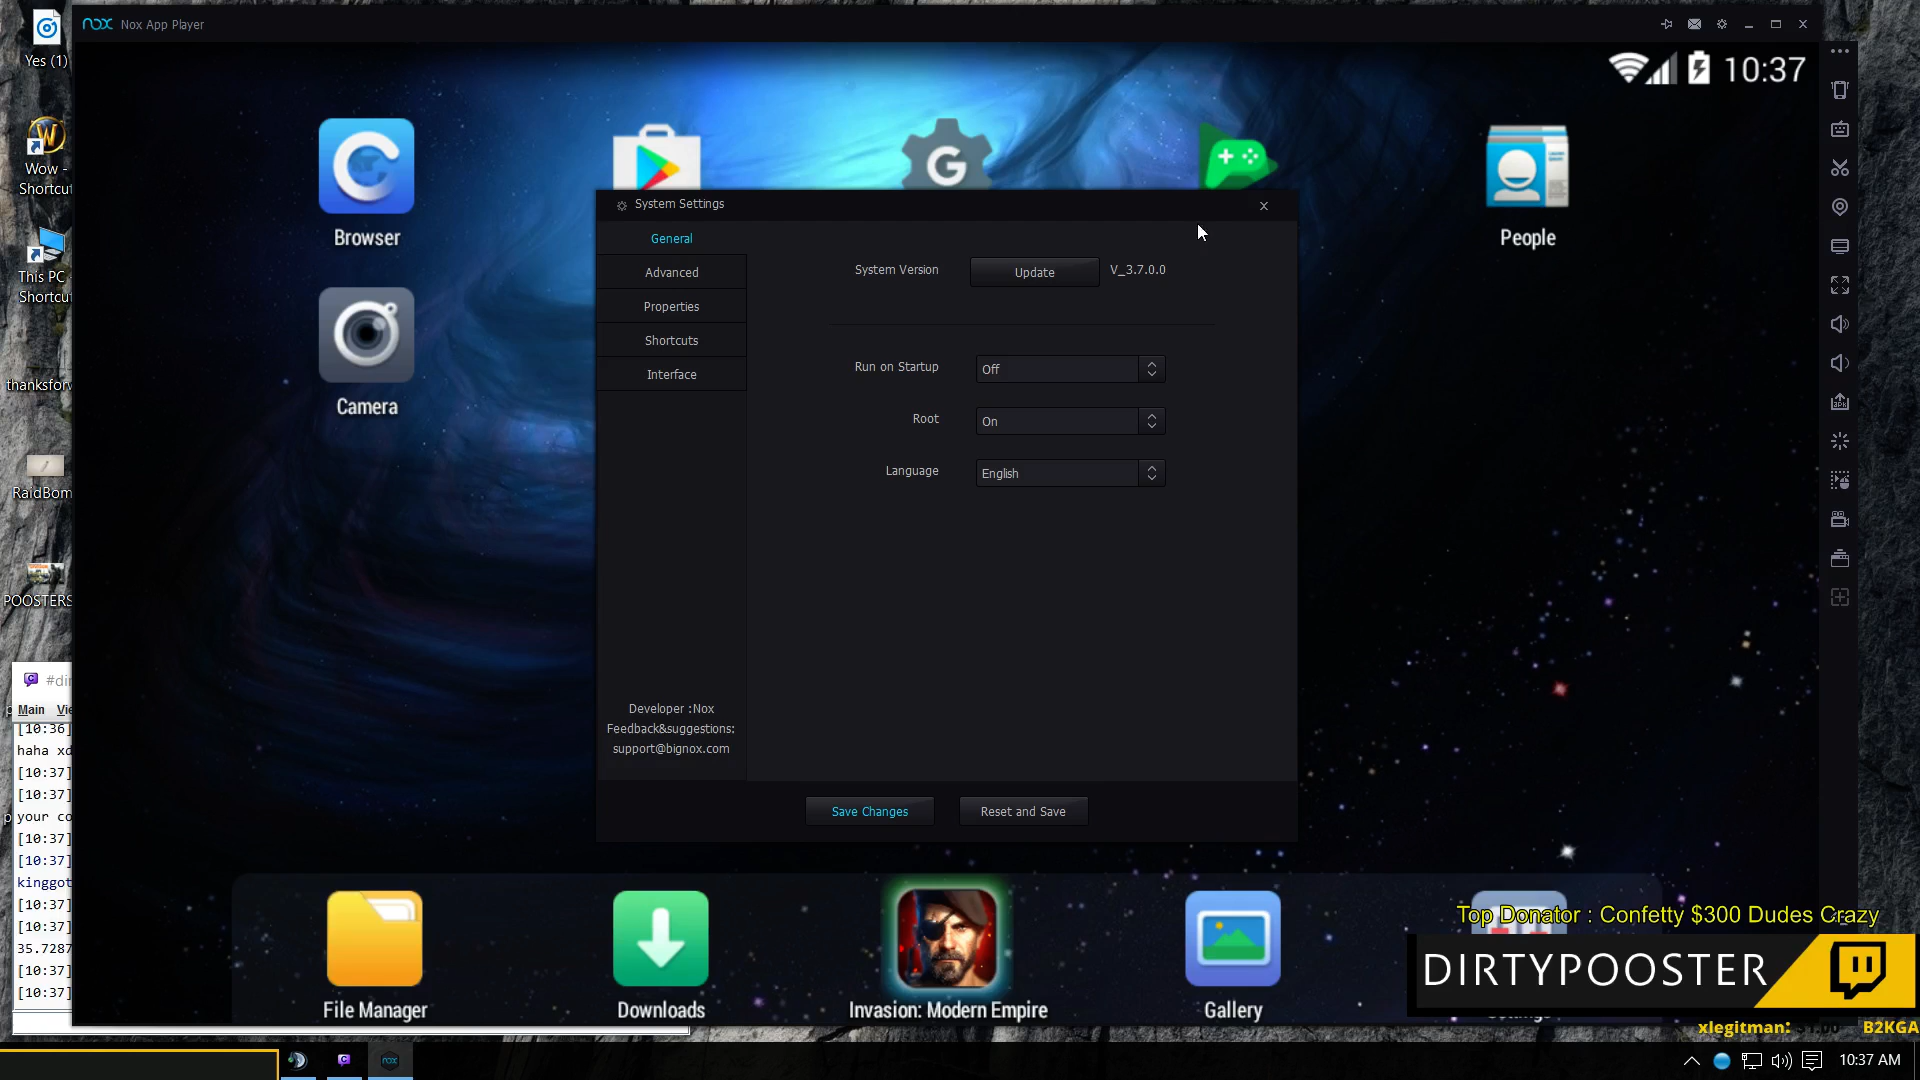 Yes (1)
Wow -
Shortcut
This PC -
Shortcut
thanksforw
RaidBom
POOSTERS
nox Nox App Player
10:37
Browser
G
People
Camera
System Settings
General
Advanced
Properties
Shortcuts
Interface
System Version
Update
V_3.7.0.0
Run on Startup
Off
Root
On
Language
English
Developer :Nox
Feedback&suggestions:
support@bignox.com
Save Changes
Reset and Save
#dir
Main Vie
[10:36]
haha xd
[10:37]
[10:37]
your co
[10:37]
[10:37]
kinggot
[10:37]
[10:37]
35.7287
[10:37]
[10:37]
File Manager
Downloads
Invasion: Modern Empire
Gallery
Top Donator : Confetty $300 Dudes Crazy
DIRTYPOOSTER
xlegitman:
B2KGA
nox
10:37 AM